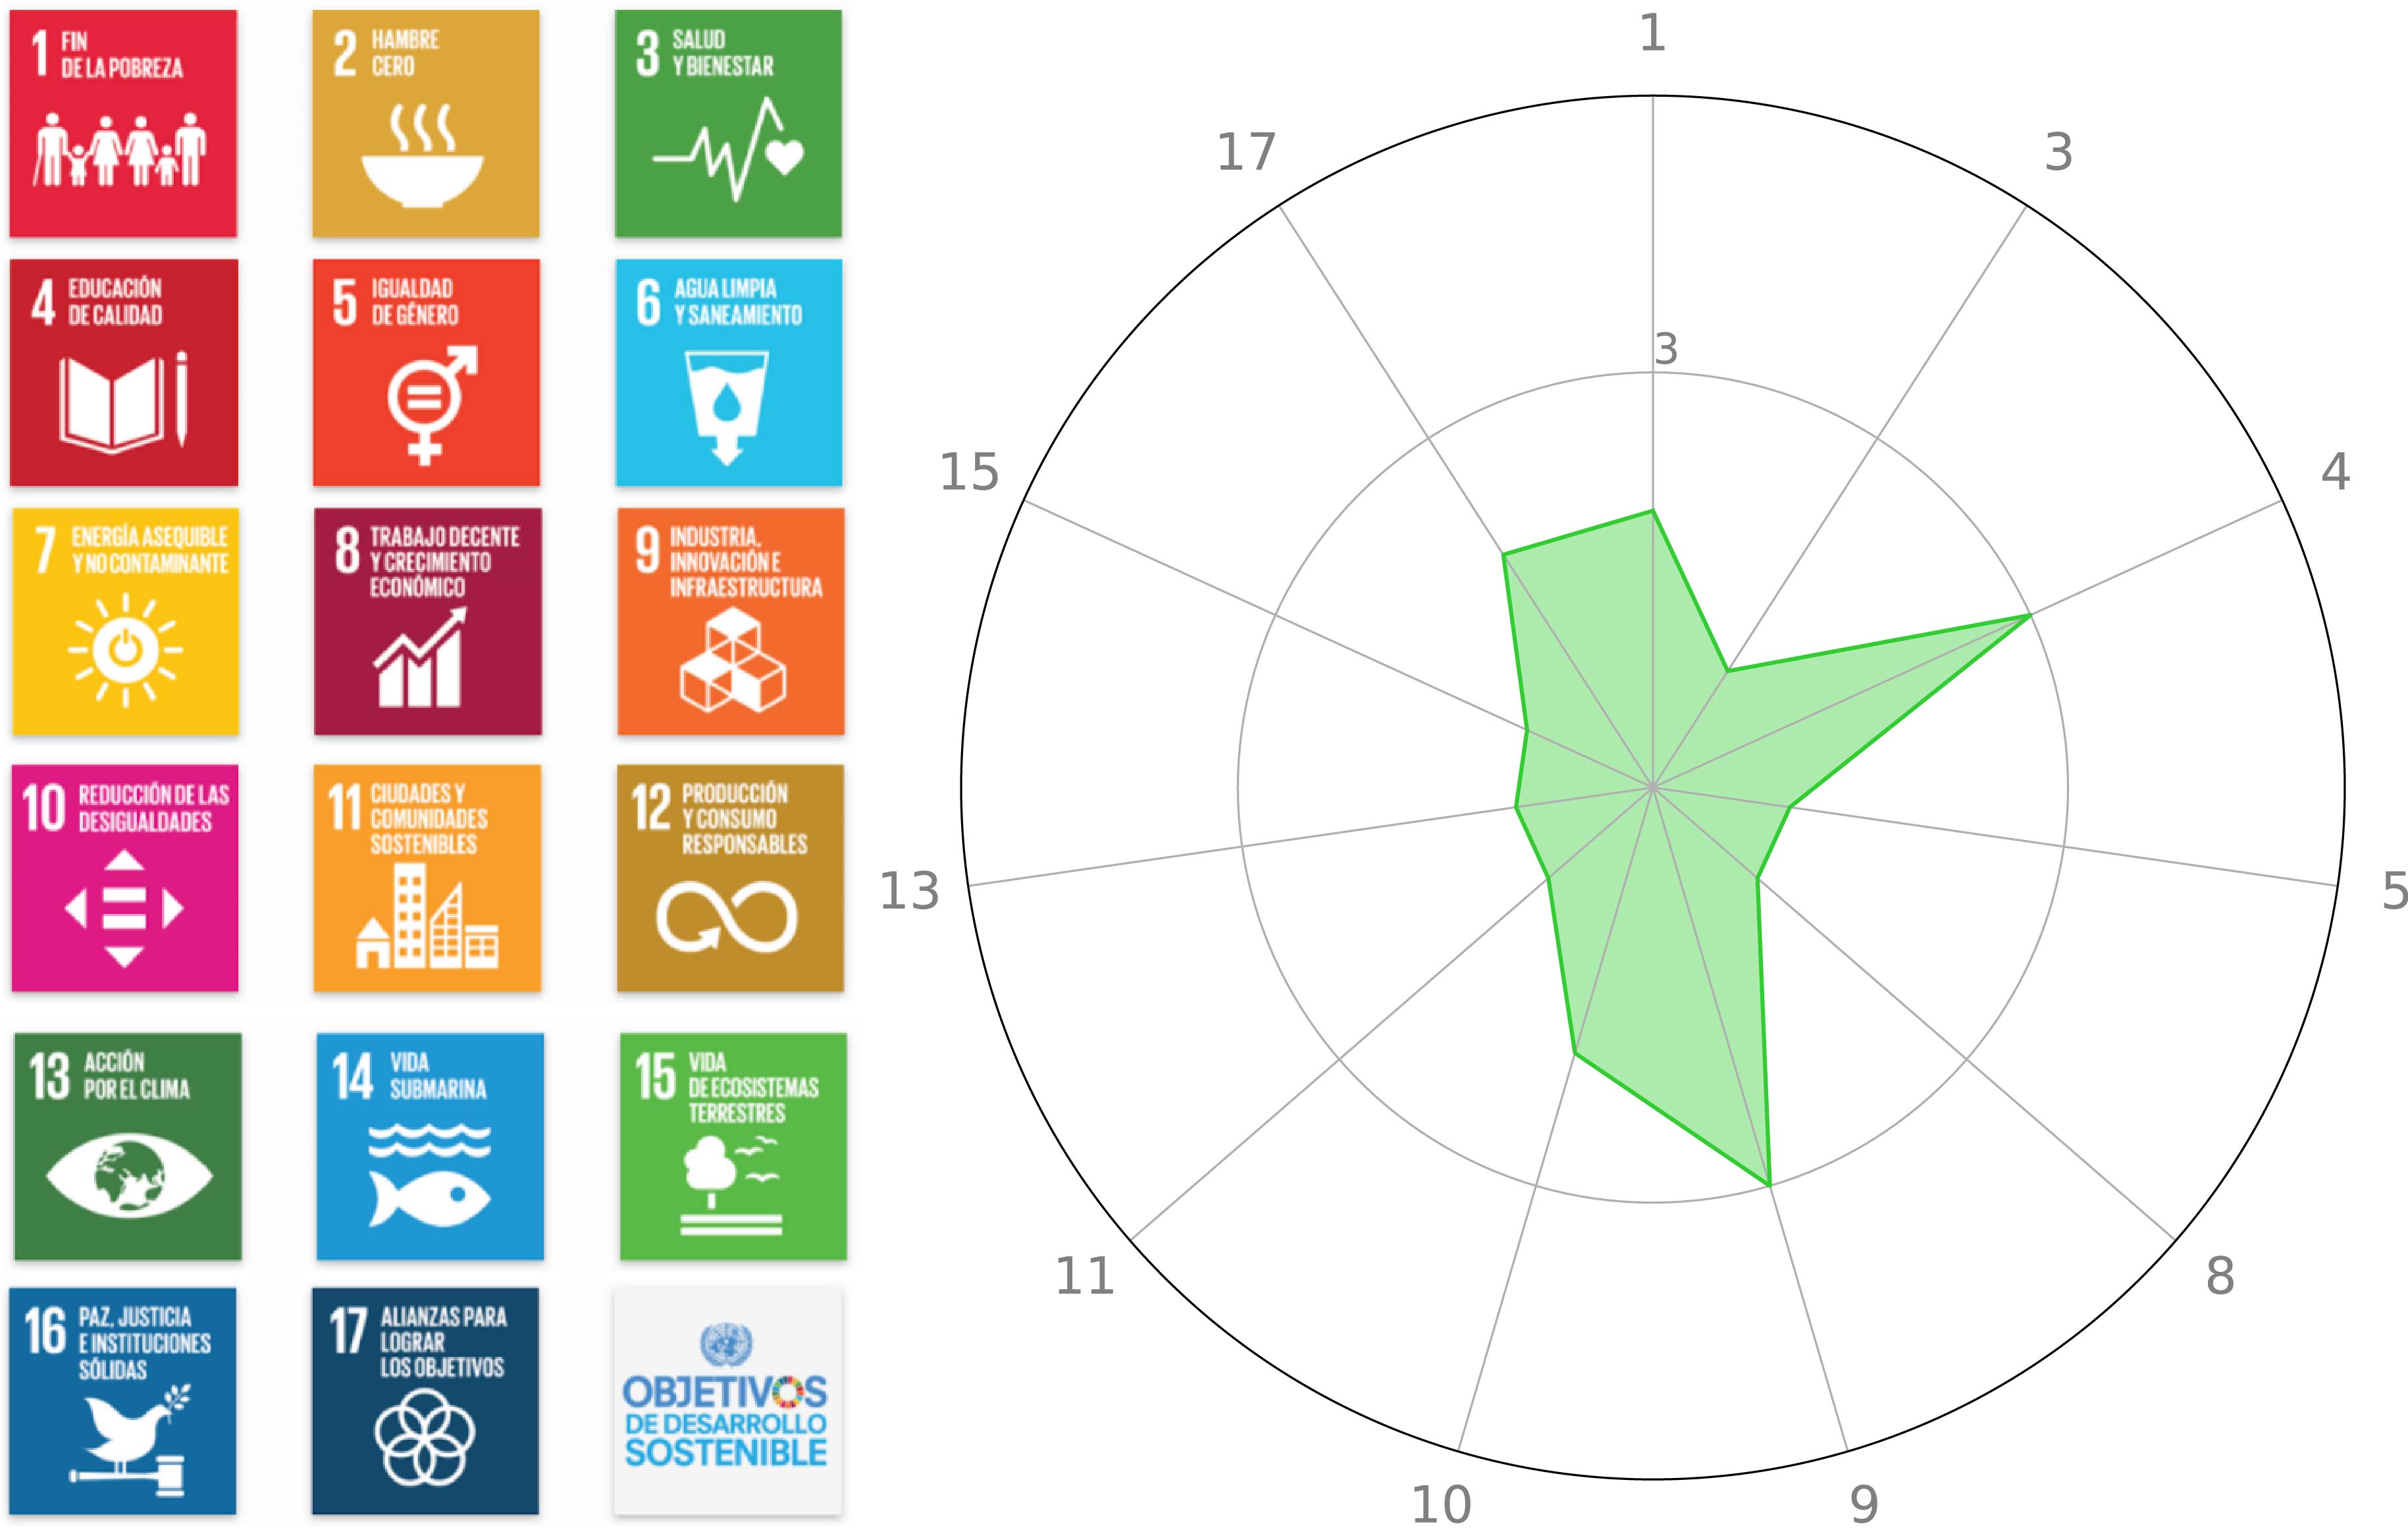 1 FIN
DE LA POBREZA
2 HAMBRE
CERO
3 SALUD
Y BIENESTAR
4 EDUCACIÓN
DE CALIDAD
5 IGUALDAD
DE GÉNERO
6 AGUA LIMPIA
Y SANEAMIENTO
7 ENERGÍA ASEQUIBLE
Y NO CONTAMINANTE
8 TRABAJO DECENTE
Y CRECIMIENTO
ECONÓMICO
9 INDUSTRIA,
INNOVACIÓN E
INFRAESTRUCTURA
10 REDUCCIÓN DE LAS
DESIGUALDADES
11 CIUDADES Y
COMUNIDADES
SOSTENIBLES
12 PRODUCCIÓN
Y CONSUMO
RESPONSABLES
13 ACCIÓN
POR EL CLIMA
14 VIDA
SUBMARINA
15 VIDA
DE ECOSISTEMAS
TERRESTRES
16 PAZ, JUSTICIA
E INSTITUCIONES
SÓLIDAS
17 ALIANZAS PARA
LOGRAR
LOS OBJETIVOS
OBJETIVOS
DE DESARROLLO
SOSTENIBLE
1
3
4
5
8
9
10
11
13
15
17
3